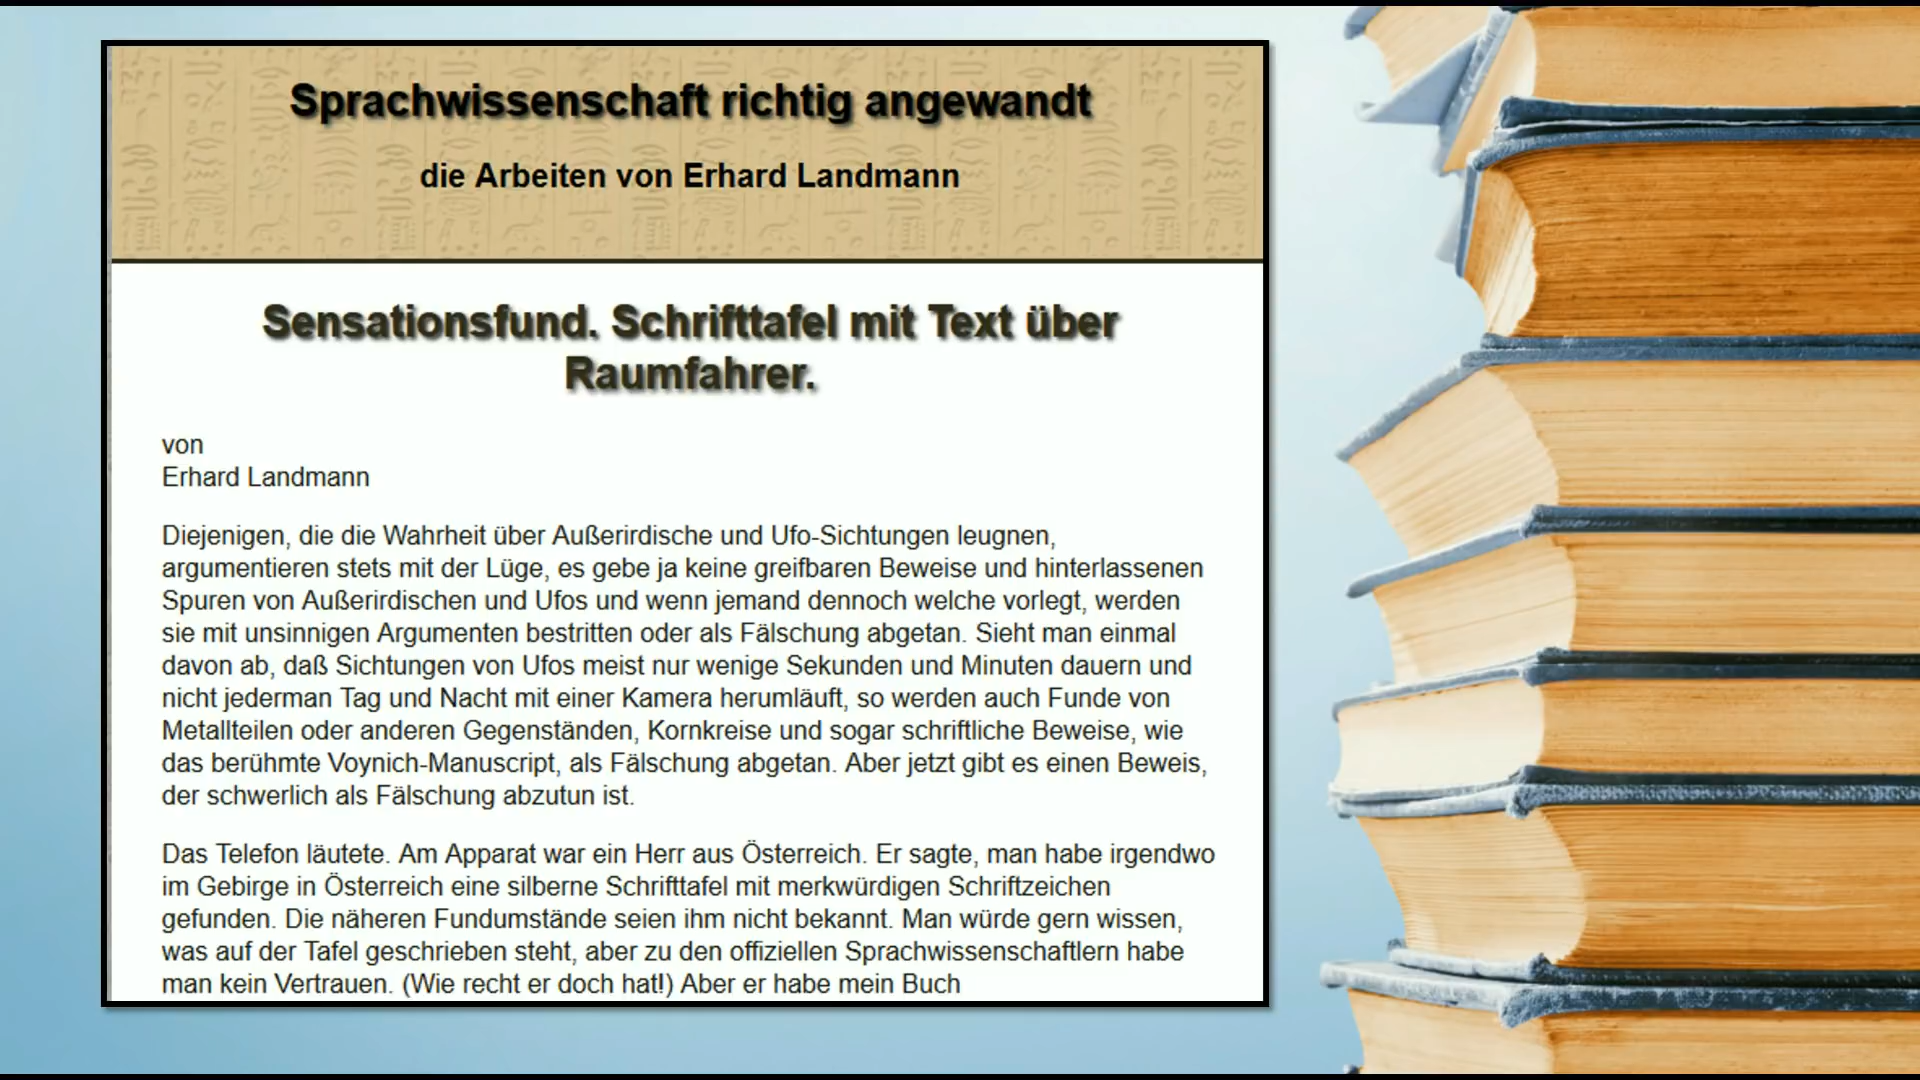 Sprachwissenschaft richtig angewandt
die Arbeiten von Erhard Landmann
Sensationsfund. Schrifttafel mit Text über
Raumfahrer.
von
Erhard Landmann
Diejenigen, die die Wahrheit über Außerirdische und Ufo-Sichtungen leugnen,
argumentieren stets mit der Lüge, es gebe ja keine greifbaren Beweise und hinterlassenen
Spuren von Außerirdischen und Ufos und wenn jemand dennoch welche vorlegt, werden
sie mit unsinnigen Argumenten bestritten oder als Fälschung abgetan. Sieht man einmal
davon ab, daß Sichtungen von Ufos meist nur wenige Sekunden und Minuten dauern und
nicht jederman Tag und Nacht mit einer Kamera herumläuft, so werden auch Funde von
Metallteilen oder anderen Gegenständen, Kornkreise und sogar schriftliche Beweise, wie
das berühmte Voynich-Manuscript, als Fälschung abgetan. Aber jetzt gibt es einen Beweis,
der schwerlich als Fälschung abzutun ist.
Das Telefon läutete. Am Apparat war ein Herr aus Österreich. Er sagte, man habe irgendwo
im Gebirge in Österreich eine silberne Schrifttafel mit merkwürdigen Schriftzeichen
gefunden. Die näheren Fundumstände seien ihm nicht bekannt. Man würde gern wissen,
was auf der Tafel geschrieben steht, aber zu den offiziellen Sprachwissenschaftlern habe
man kein Vertrauen. (Wie recht er doch hat!) Aber er habe mein Buch